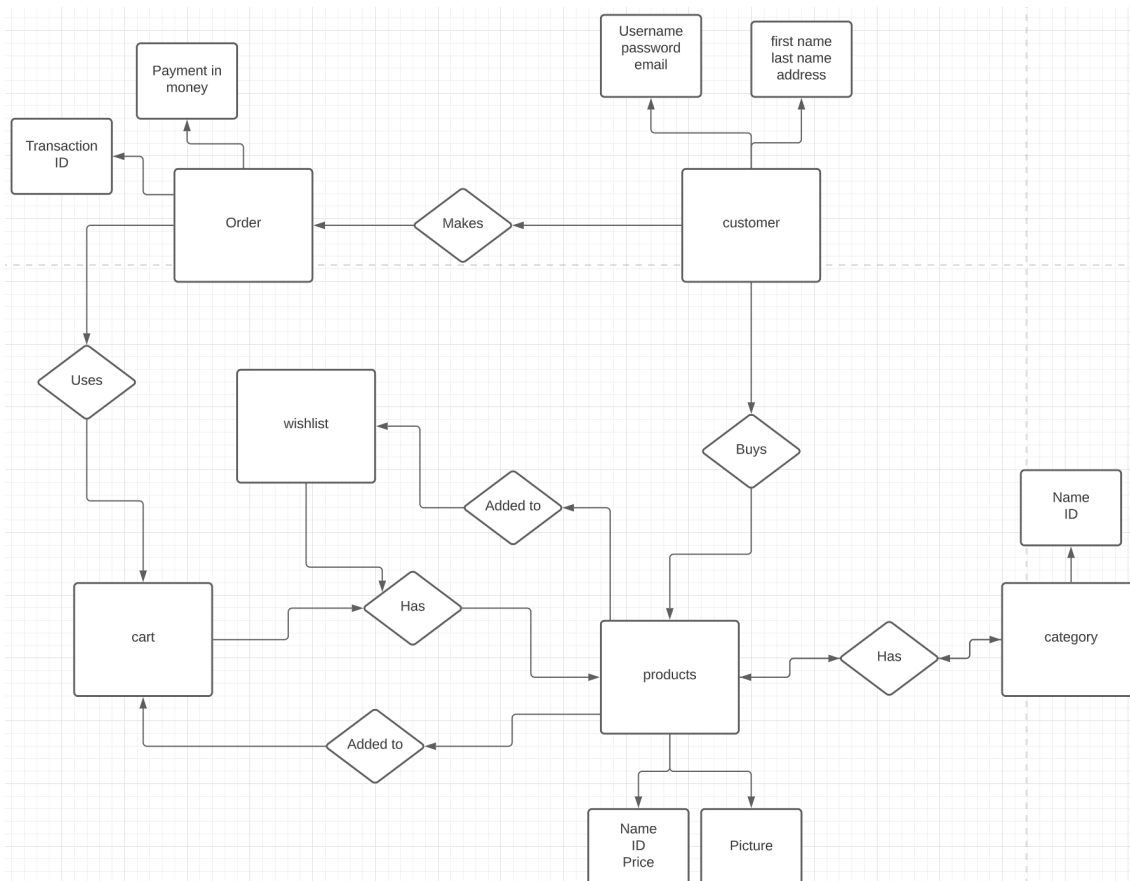 Username
password
email
first name
last name
address
Payment in
money
Transaction
ID
Order
Makes
customer
Uses
wishlist
Buys
Added to
Name
ID
Has
cart
products
Has
category
Added to
Name
ID
Price
Picture